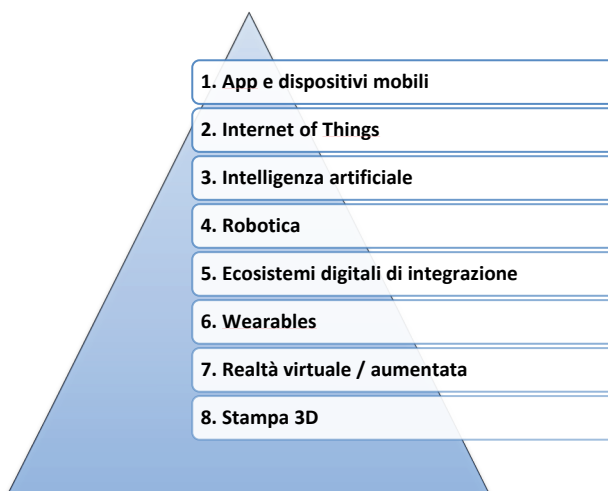 1. App e dispositivi mobili
2. Internet of Things
3. Intelligenza artificiale
4. Robotica
5. Ecosistemi digitali di integrazione
6. Wearables
7. Realtà virtuale / aumentata
8. Stampa 3D